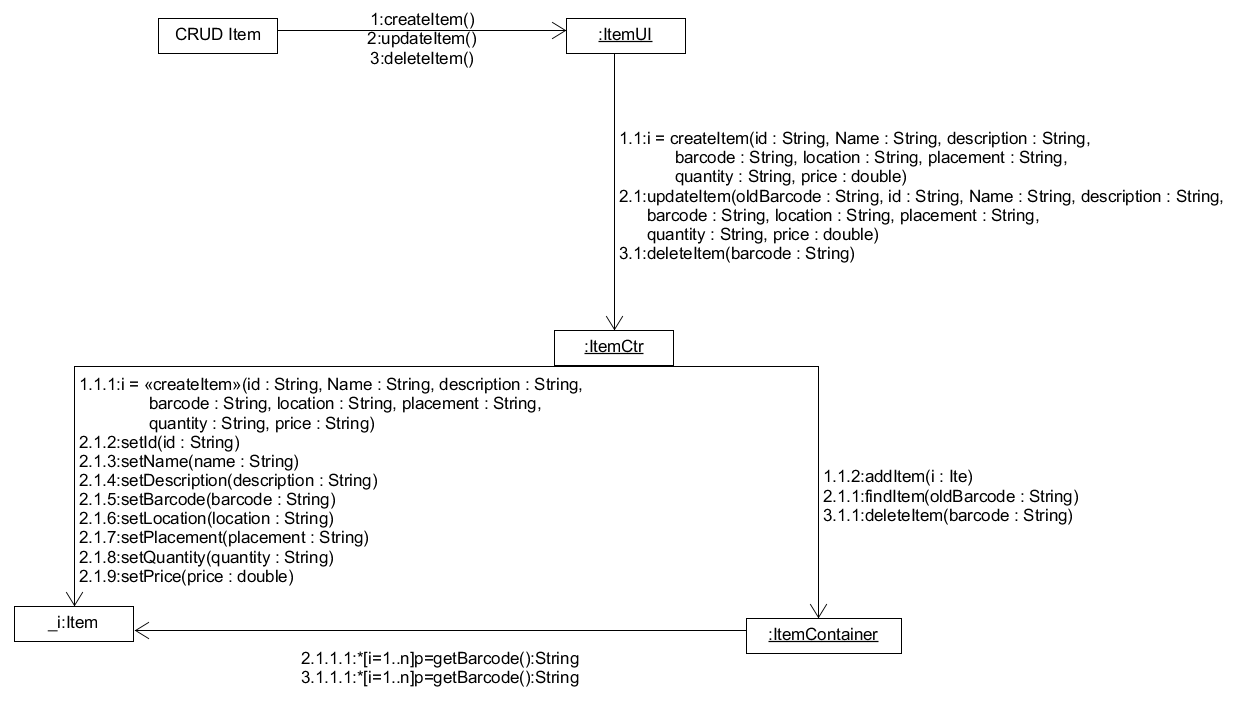 CRUD Item
1:createItem()
2:updateItem()
3:deleteItem()
:ItemUI
1.1:i = createItem(id : String, Name : String, description : String,
barcode : String, location : String, placement : String,
quantity : String, price : double)
2.1:updateItem(oldBarcode : String, id : String, Name : String, description : String,
barcode : String, location : String, placement : String,
quantity : String, price : double)
3.1:deleteItem(barcode : String)
:ItemCtr
1.1.1:i = «createItem»(id : String, Name : String, description : String,
barcode : String, location : String, placement : String,
quantity : String, price : String)
2.1.2:setId(id : String)
2.1.3:setName(name : String)
2.1.4:setDescription(description : String)
2.1.5:setBarcode(barcode : String)
2.1.6:setLocation(location : String)
2.1.7:setPlacement(placement : String)
2.1.8:setQuantity(quantity : String)
2.1.9:setPrice(price : double)
1.1.2:addItem(i : Ite)
2.1.1:findItem(oldBarcode : String)
3.1.1:deleteItem(barcode : String)
_i:Item
:ItemContainer
2.1.1.1:*[i=1..n]p=getBarcode():String
3.1.1.1:*[i=1..n]p=getBarcode():String